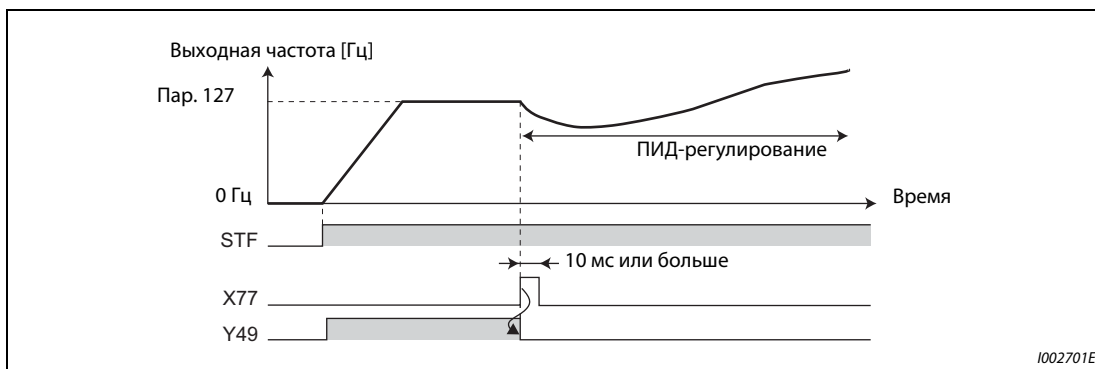 Выходная частота [Гц]
Пар. 127
ПИД-регулирование
0 Гц
Время
STF
10 мс или больше
X77
Y49
I002701E